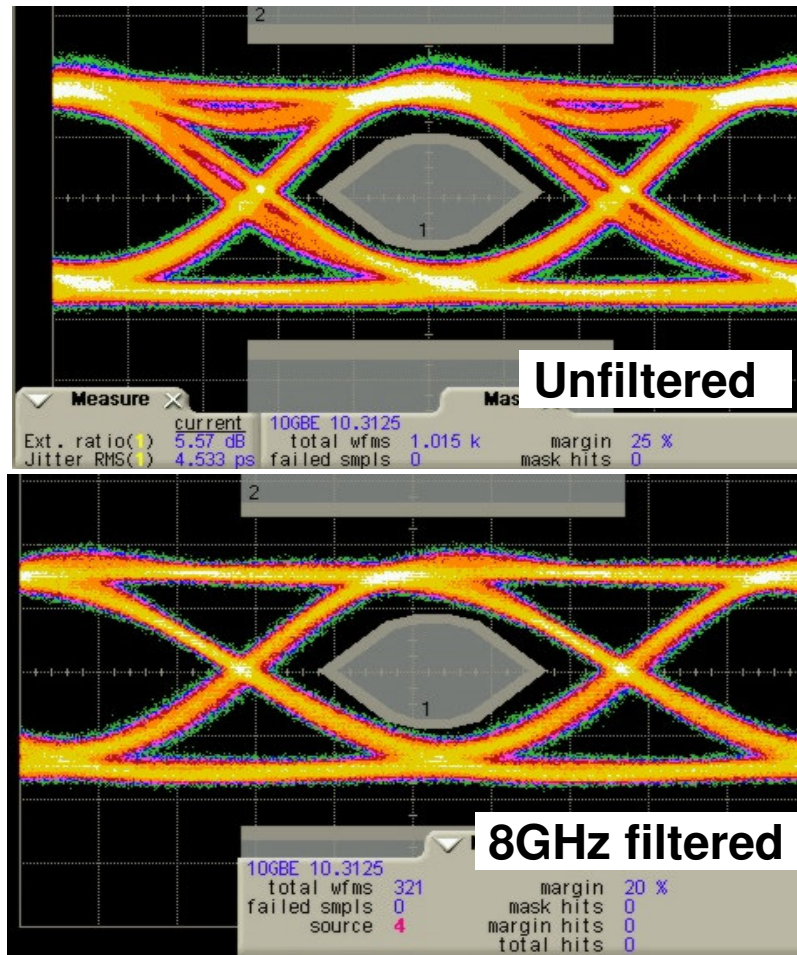 2
1
Unfiltered
Measure
Mas
current
10GBE 10.3125
Ext. ratio(1) 5.57 dB
total wfms 1.015 k margin 25 %
Jitter RMS(1) 4.533 ps
failed smpls 0 mask hits 0
2
1
8GHz filtered
10GBE 10.3125
total wfms 321 margin 20 %
failed smpls 0 mask hits 0
source 4 margin hits 0
total hits 0